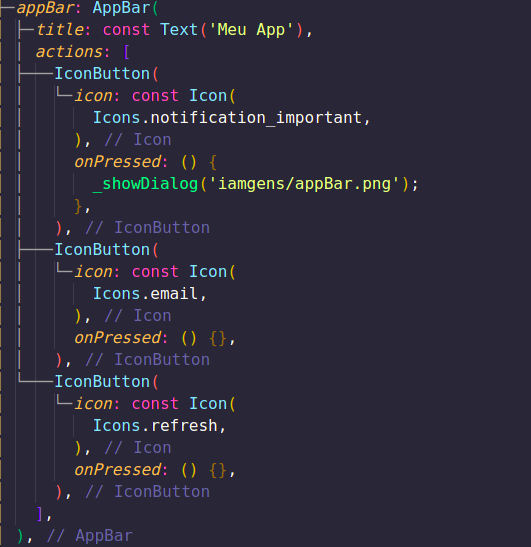 appBar: AppBar(
title: const Text('Meu App'),
actions: [
IconButton(
icon: const Icon(
Icons.notification_important,
), // Icon
onPressed: () {
_showDialog('iamgens/appBar.png');
},
), // IconButton
IconButton(
icon: const Icon(
Icons.email,
), // Icon
onPressed: () {},
), // IconButton
IconButton(
icon: const Icon(
Icons.refresh,
), // Icon
onPressed: () {},
), // IconButton
],
), // AppBar